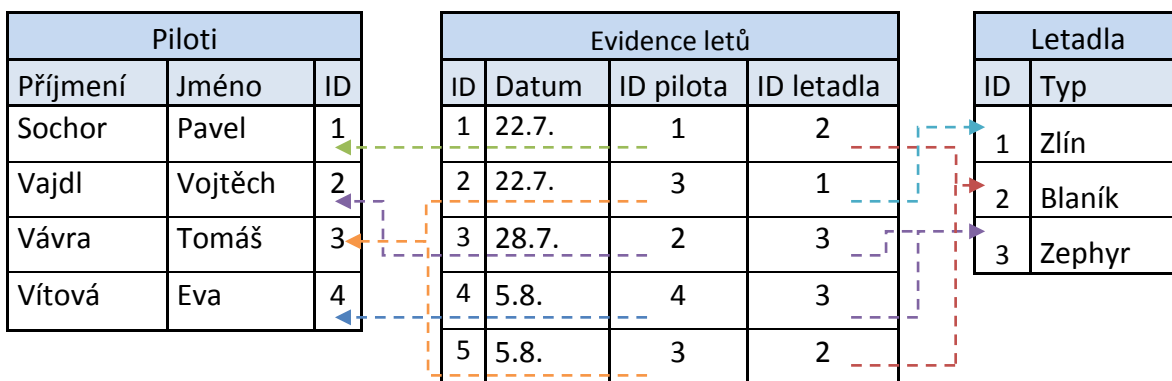 Piloti
Příjmení Jméno ID
Sochor Pavel 1
Vajdl Vojtěch 2
Vávra Tomáš 3
Vítová Eva 4
Evidence letů
ID Datum ID pilota ID letadla
1 22.7. 1 2
2 22.7. 3 1
3 28.7. 2 3
4 5.8. 4 3
5 5.8. 3 2
Letadla
ID Typ
1 Zlín
2 Blaník
3 Zephyr